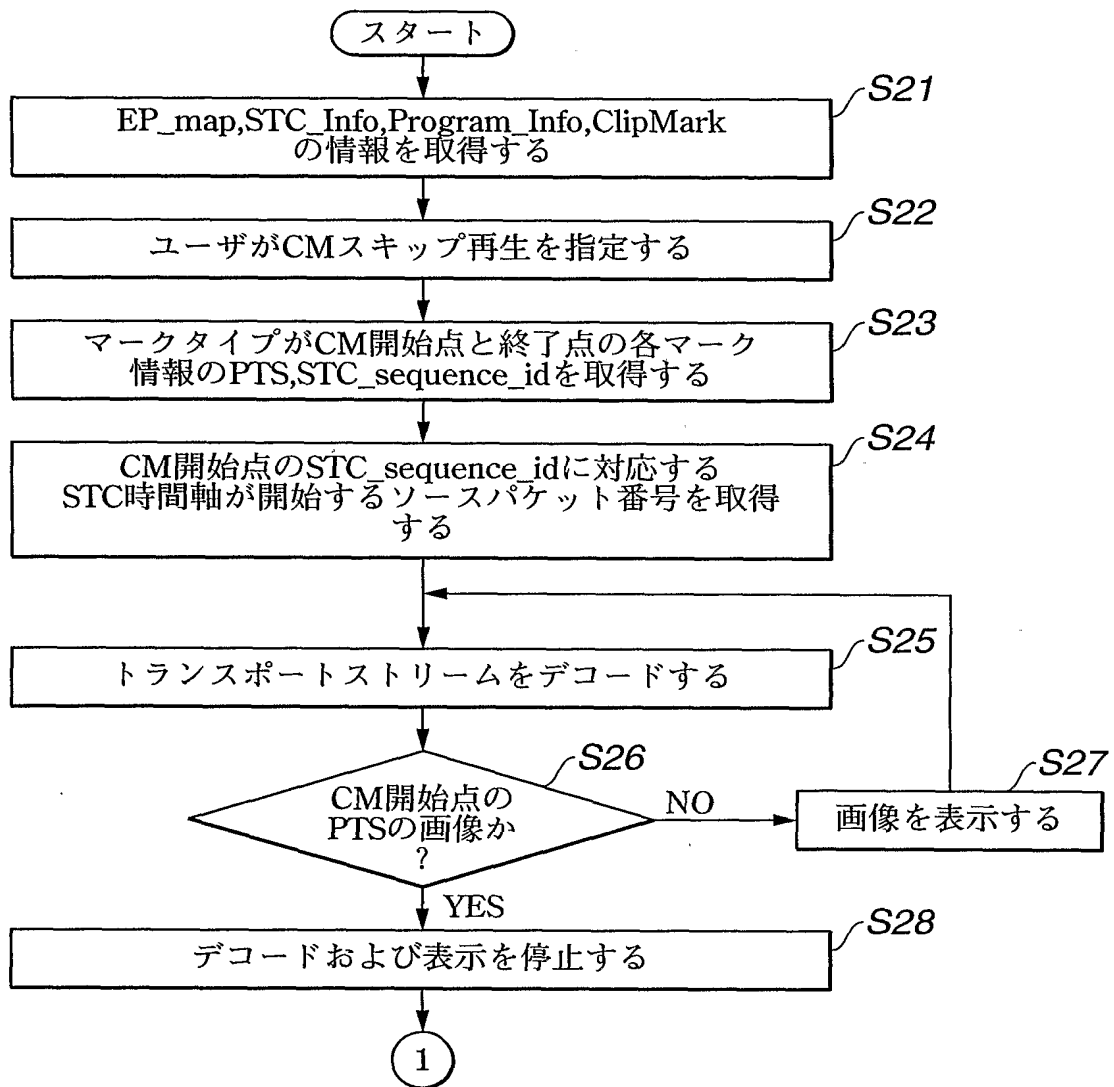 スタート
S21
EP_map,STC_Info,Program_Info,ClipMark
の情報を取得する
S22
ユーザがCMスキップ再生を指定する
S23
マークタイプがCM開始点と終了点の各マーク
情報のPTS,STC_sequence_idを取得する
S24
CM開始点のSTC_sequence_idに対応する
STC時間軸が開始するソースパケット番号を取得
する
S25
トランスポートストリームをデコードする
S26
CM開始点の
PTSの画像か
?
NO
S27
画像を表示する
YES
S28
デコードおよび表示を停止する
1